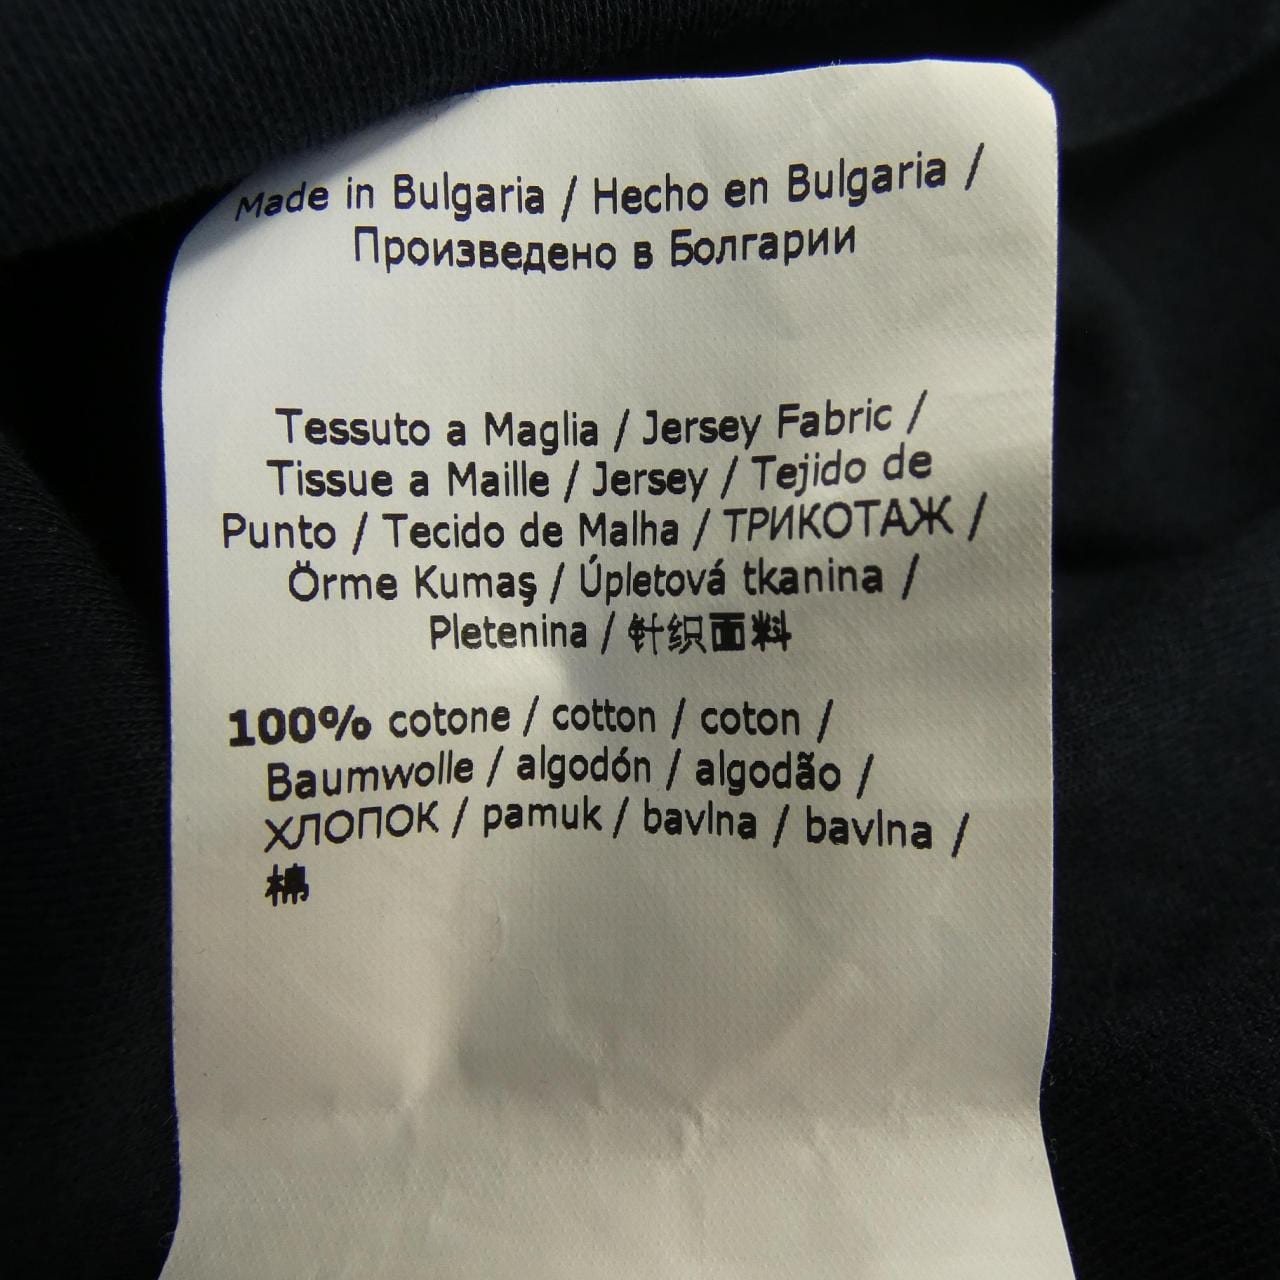 Made in Bulgaria / Hecho en Bulgaria /
Произведено в Болгарии
Tessuto a Maglia / Jersey Fabric /
Tissue a Maille / Jersey / Tejido de
Punto / Tecido de Malha / ТРИКОТАЖ /
Örme Kumaş / Úpletová tkanina /
Pletenina / 针织面料
100% cotone / cotton / coton /
Baumwolle / algodón / algodão /
ХЛОПОК / pamuk / bavlna / bavlna /
棉